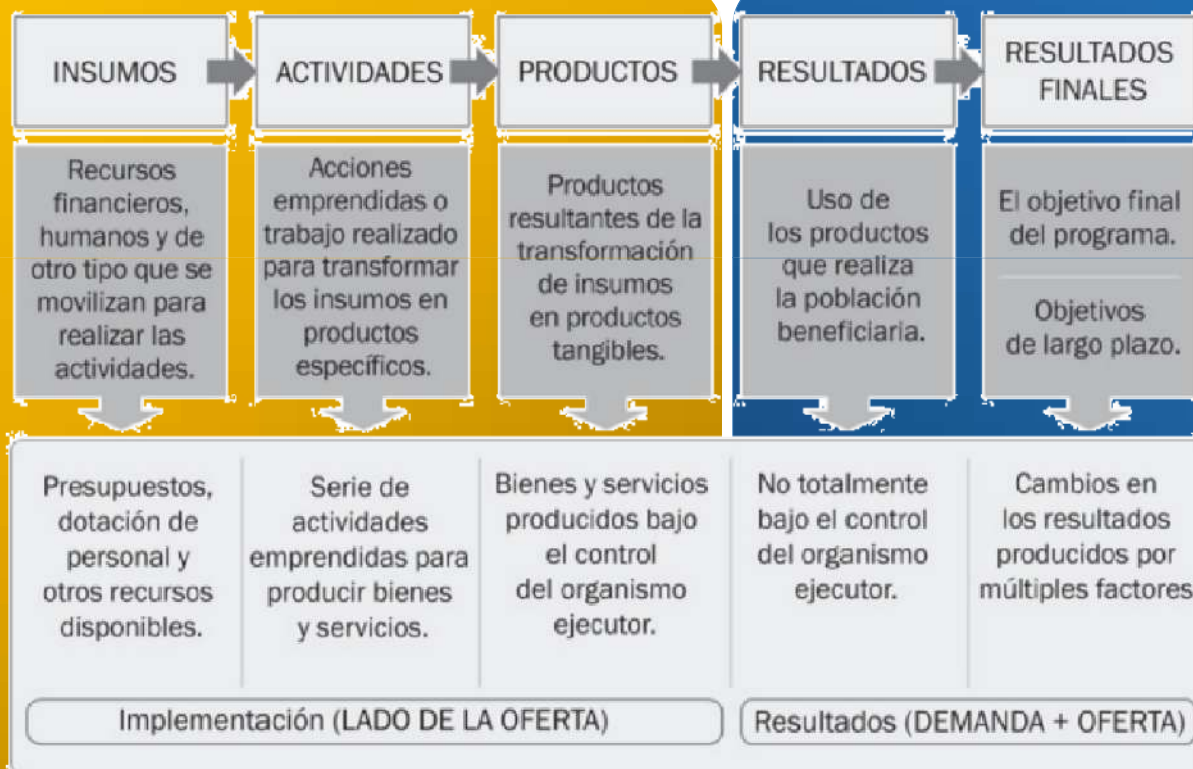 INSUMOS
ACTIVIDADES
PRODUCTOS
RESULTADOS
RESULTADOS
FINALES
Recursos
financieros,
humanos y de
otro tipo que se
movilizan para
realizar las
actividades.
Acciones
emprendidas o
trabajo realizado
para transformar
los insumos en
productos
específicos.
Productos
resultantes de la
transformación
de insumos
en productos
tangibles.
Uso de
los productos
que realiza
la población
beneficiaria.
El objetivo final
del programa.
Objetivos
de largo plazo.
Presupuestos,
dotación de
personal y
otros recursos
disponibles.
Serie de
actividades
emprendidas para
producir bienes
y servicios.
Bienes y servicios
producidos bajo
el control
del organismo
ejecutor.
No totalmente
bajo el control
del organismo
ejecutor.
Cambios en
los resultados
producidos por
múltiples factores
Implementación (LADO DE LA OFERTA)
Resultados (DEMANDA + OFERTA)